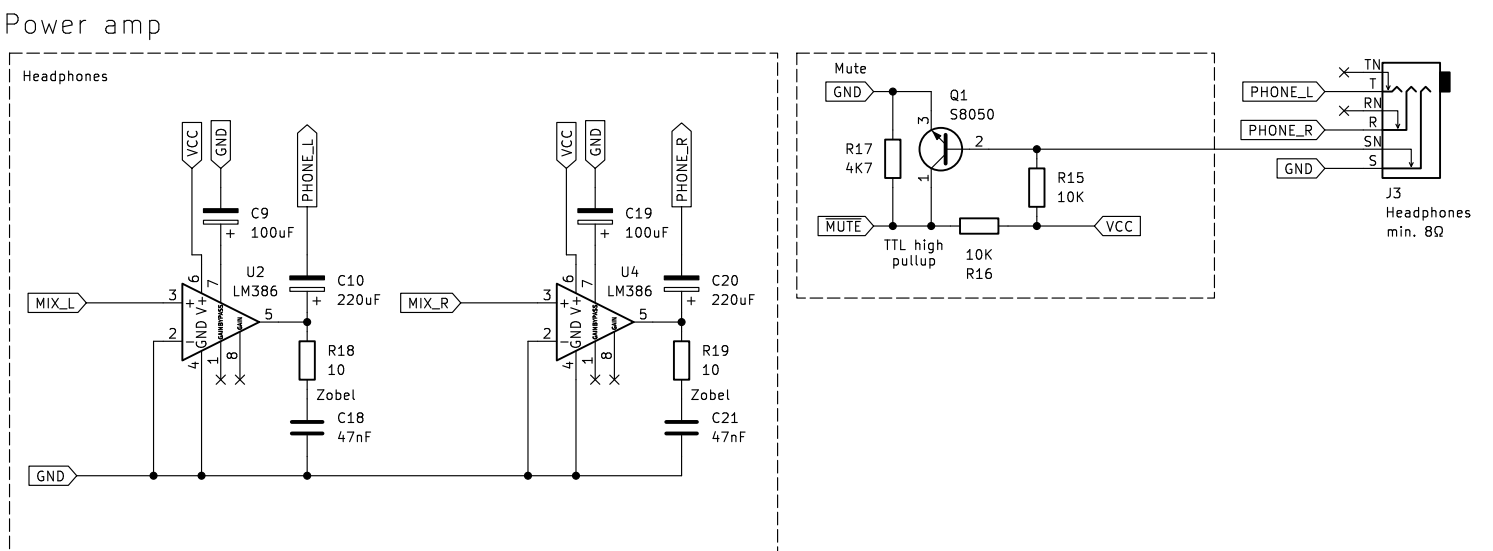 Power amp
Headphones
VCC
GND
PHONE_L
C9
100uF
+
6
7
U2
LM386
C10
220uF
+
MIX_L
3
+
V+
GND
BYPASS
GAIN
GAIN
5
2
-
4
1
8
R18
10
Zobel
C18
47nF
GND
VCC
GND
PHONE_R
C19
100uF
+
6
7
U4
LM386
C20
220uF
+
MIX_R
3
+
V+
GND
BYPASS
GAIN
GAIN
5
2
-
4
1
8
R19
10
Zobel
C21
47nF
Mute
GND
Q1
S8050
3
2
1
R17
4K7
R15
10K
MUTE
TTL high
pullup
10K
R16
VCC
PHONE_L
PHONE_R
GND
TN
T
RN
R
SN
S
J3
Headphones
min. 8Ω